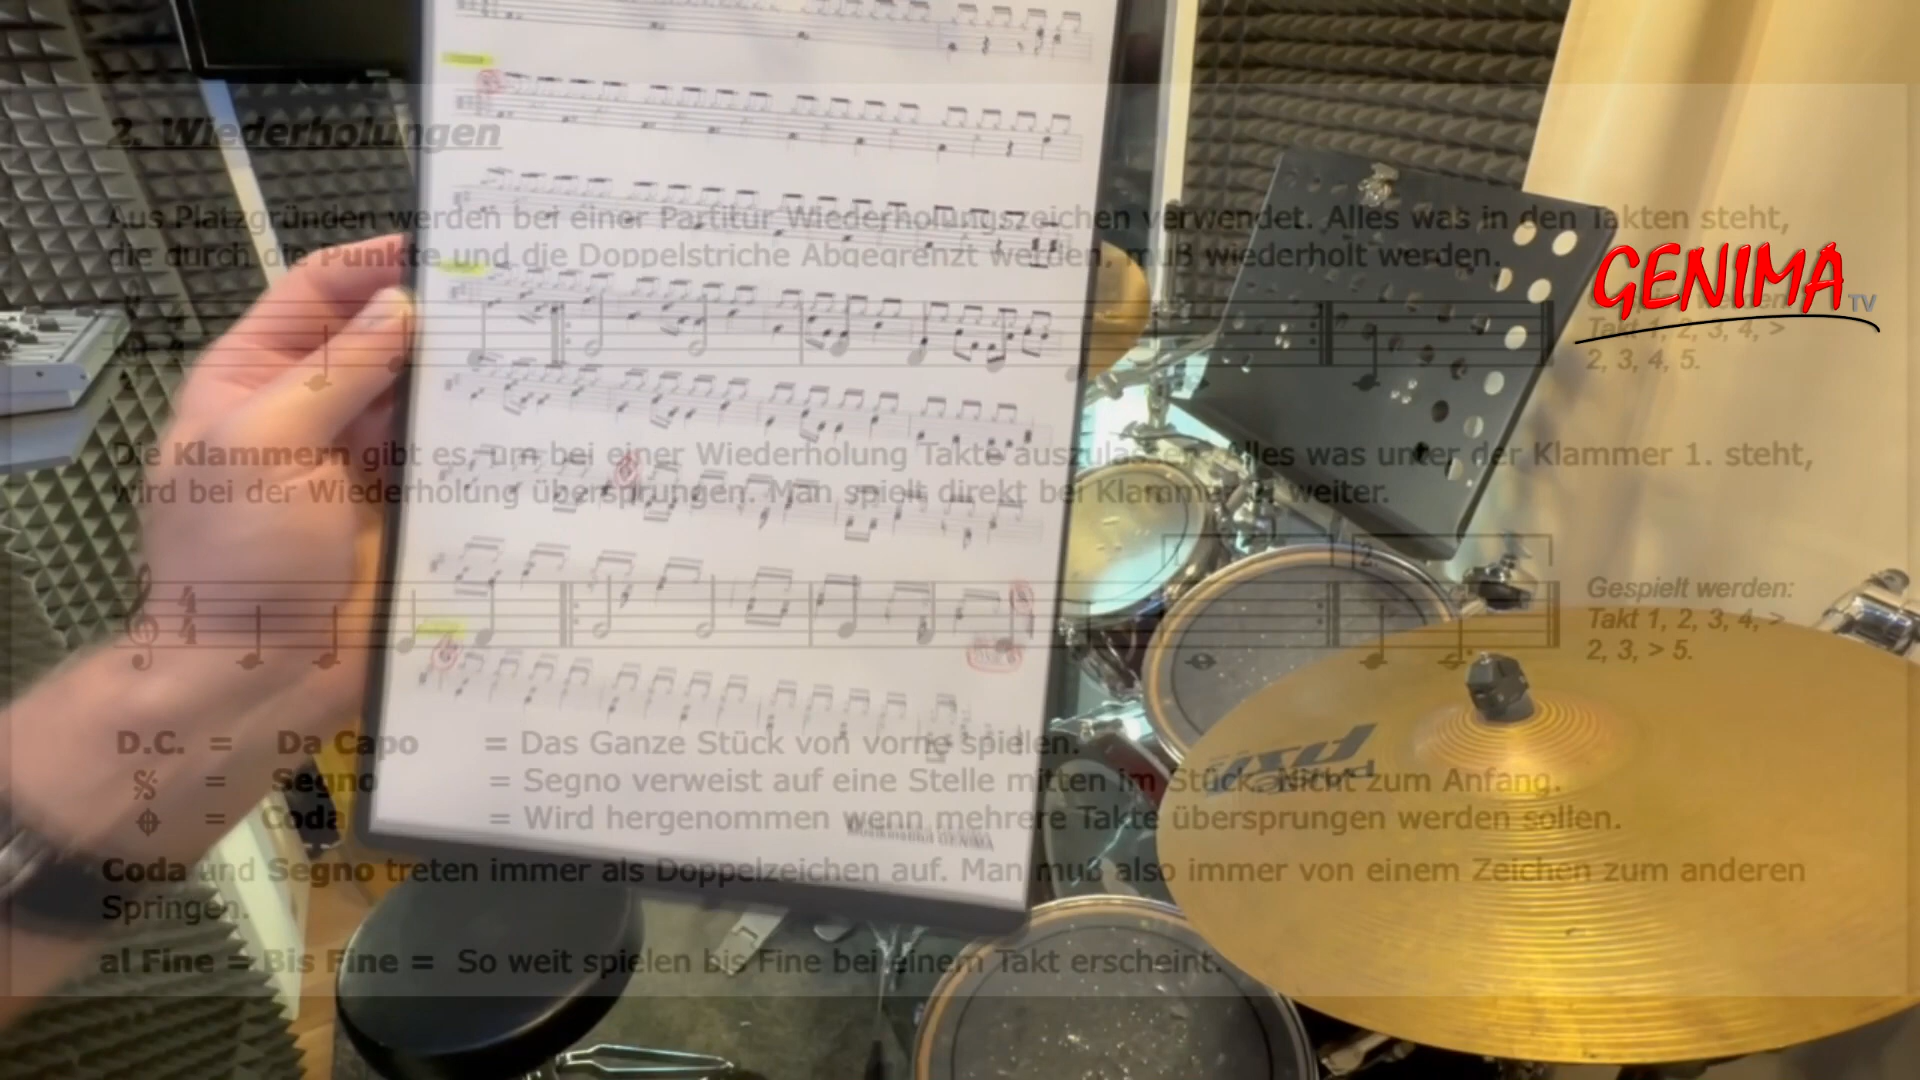 2. Wiederholungen
Aus Platzgründen werden bei einer Partitur Wiederholungszeichen verwendet. Alles was in den Takten steht,
die durch die Punkte und die Doppelstriche Abgegrenzt werden, muß wiederholt werden.
GENIMA TV
werden
Takt 1, 2, 3, 4, >
2, 3, 4, 5.
Die Klammern gibt es, um bei einer Wiederholung Takte auszulassen. Alles was unter der Klammer 1. steht,
wird bei der Wiederholung übersprungen. Man spielt direkt bei Klammer 2. weiter.
2.
Gespielt werden:
Takt 1, 2, 3, 4, >
2, 3, > 5.
4
4
D.C. = Da Capo = Das Ganze Stück von vorne spielen.
𝄋 = Segno = Segno verweist auf eine Stelle mitten im Stück. Nicht zum Anfang.
𝄌 = Coda = Wird hergenommen wenn mehrere Takte übersprungen werden sollen.
Coda und Segno treten immer als Doppelzeichen auf. Man muß also immer von einem Zeichen zum anderen
Springen.
al Fine = Bis Fine = So weit spielen bis Fine bei einem Takt erscheint.